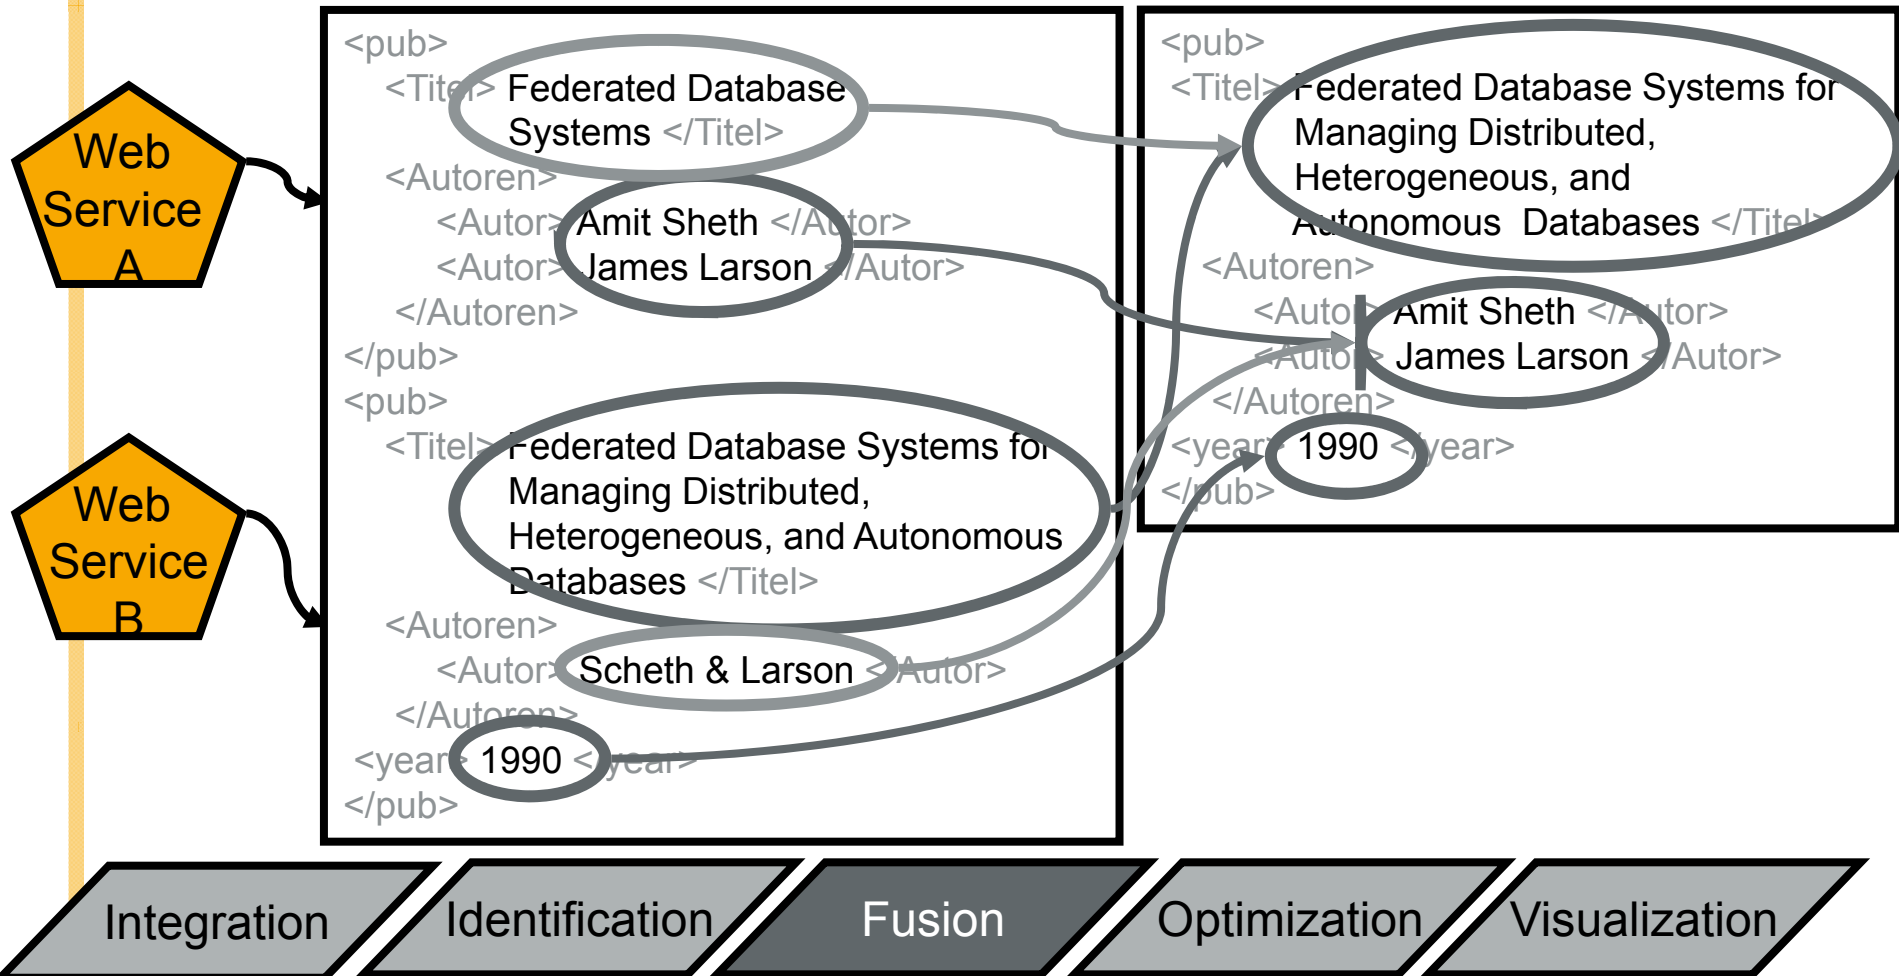 Web
Service
A
Web
Service
B
<pub>
<Titel> Federated Database
Systems </Titel>
<Autoren>
<Autor> Amit Sheth </Autor>
<Autor> James Larson </Autor>
</Autoren>
</pub>
<pub>
<Titel> Federated Database Systems for
Managing Distributed,
Heterogeneous, and Autonomous
Databases </Titel>
<Autoren>
<Autor> Scheth & Larson </Autor>
</Autoren>
<year> 1990 </year>
</pub>
<pub>
<Titel> Federated Database Systems for
Managing Distributed,
Heterogeneous, and
Autonomous Databases </Titel>
<Autoren>
<Autor> Amit Sheth </Autor>
<Autor> James Larson </Autor>
</Autoren>
<year> 1990 </year>
</pub>
Integration
Identification
Fusion
Optimization
Visualization